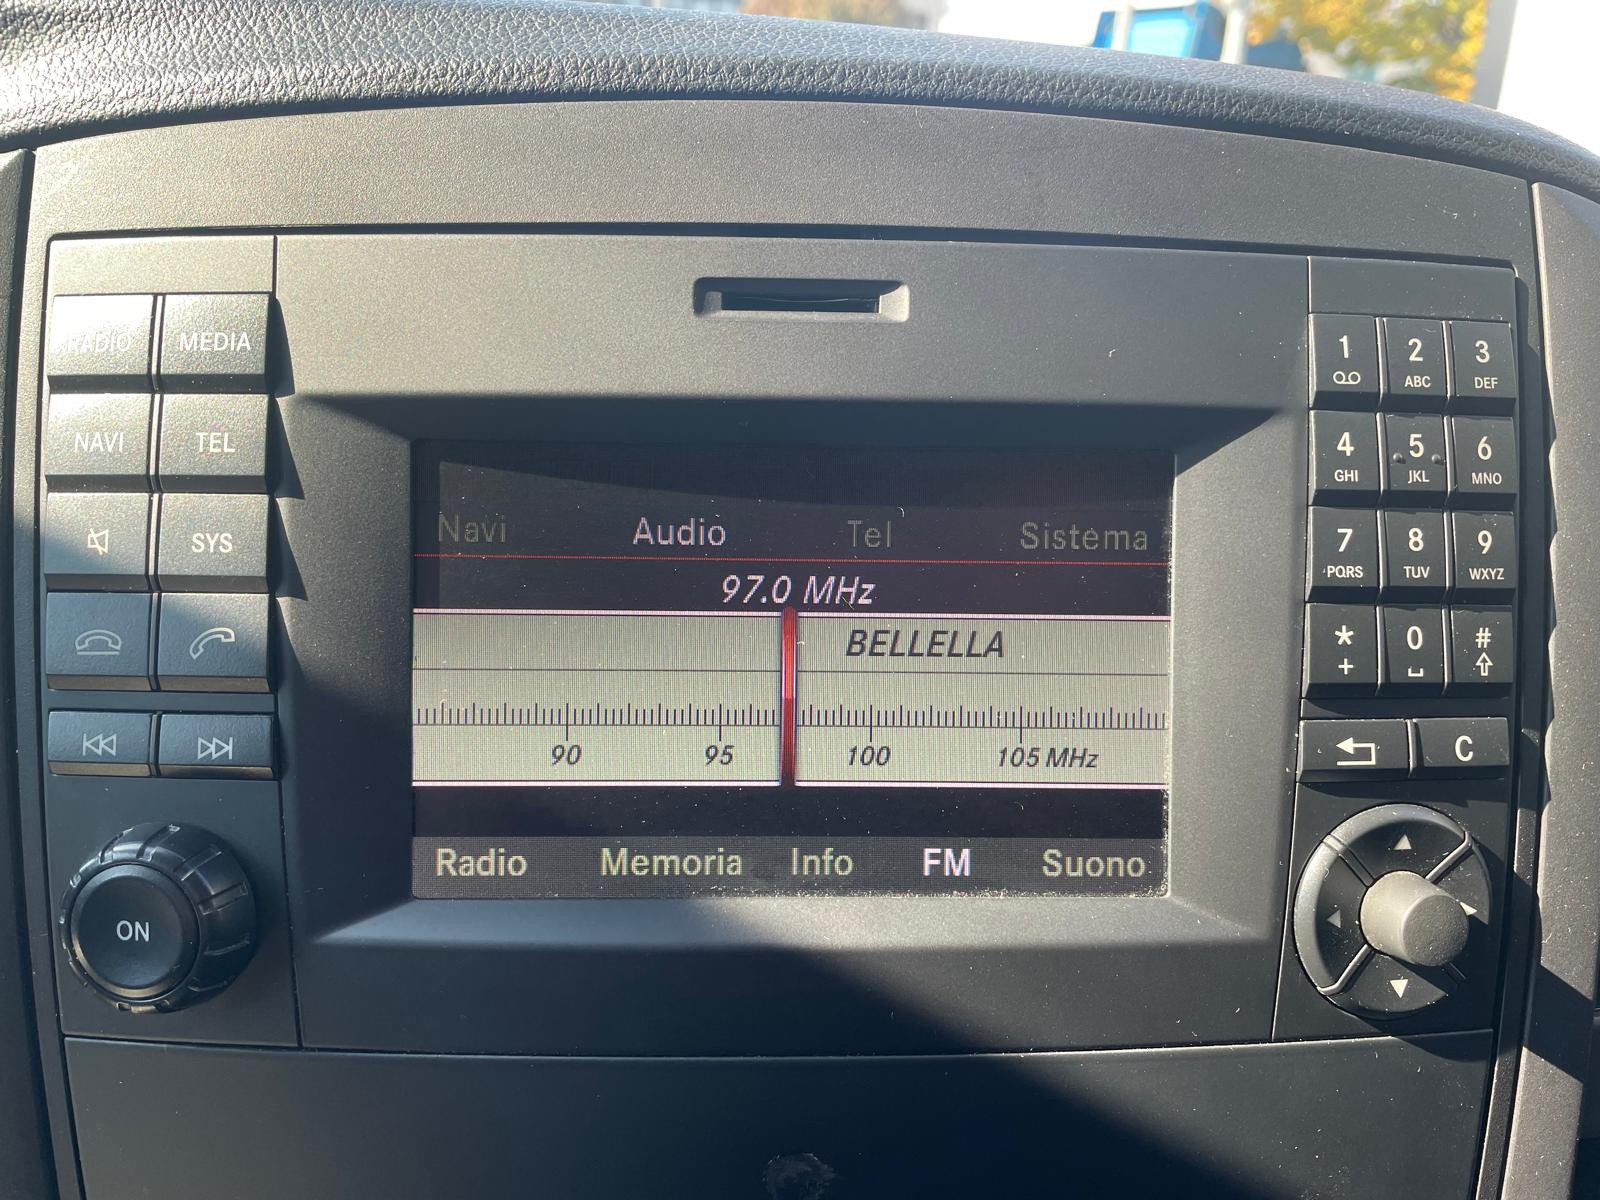 RADIO MEDIA
NAVI TEL
SYS
ON
Navi Audio Tel Sistema
97.0 MHz
BELLELLA
90 95 100 105 MHz
Radio Memoria Info FM Suono
1 2 3
ABC DEF
4 5 6
GHI JKL MNO
7 8 9
PQRS TUV WXYZ
* 0 #
+
C